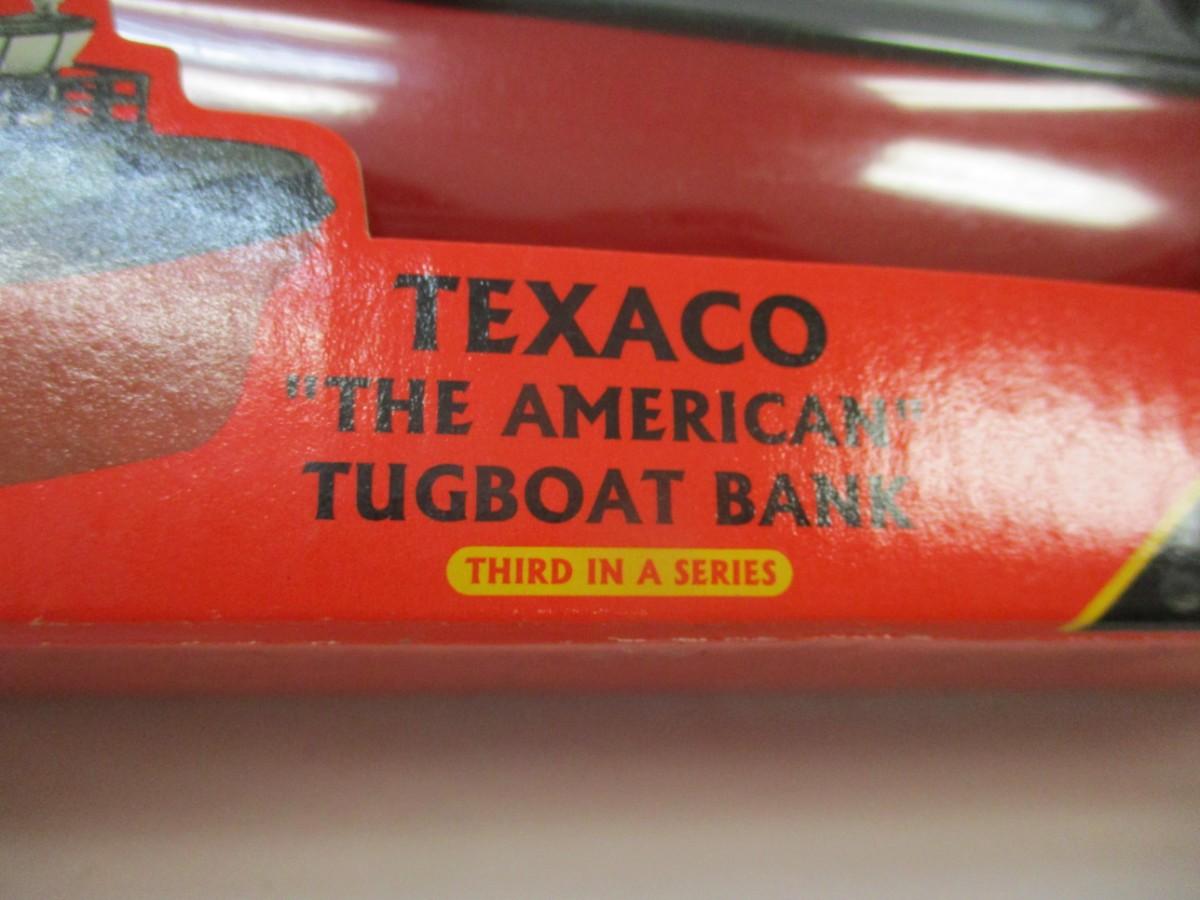 TEXACO
"THE AMERICAN"
TUGBOAT BANK
THIRD IN A SERIES